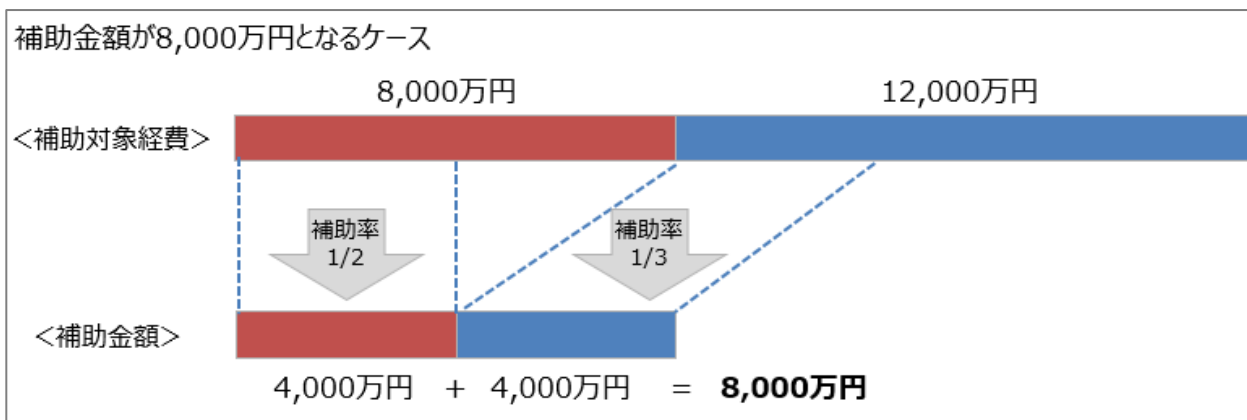 補助金額が8,000万円となるケース
8,000万円 12,000万円
＜補助対象経費＞
補助率 補助率
1/2 1/3
＜補助金額＞
4,000万円 + 4,000万円 = 8,000万円